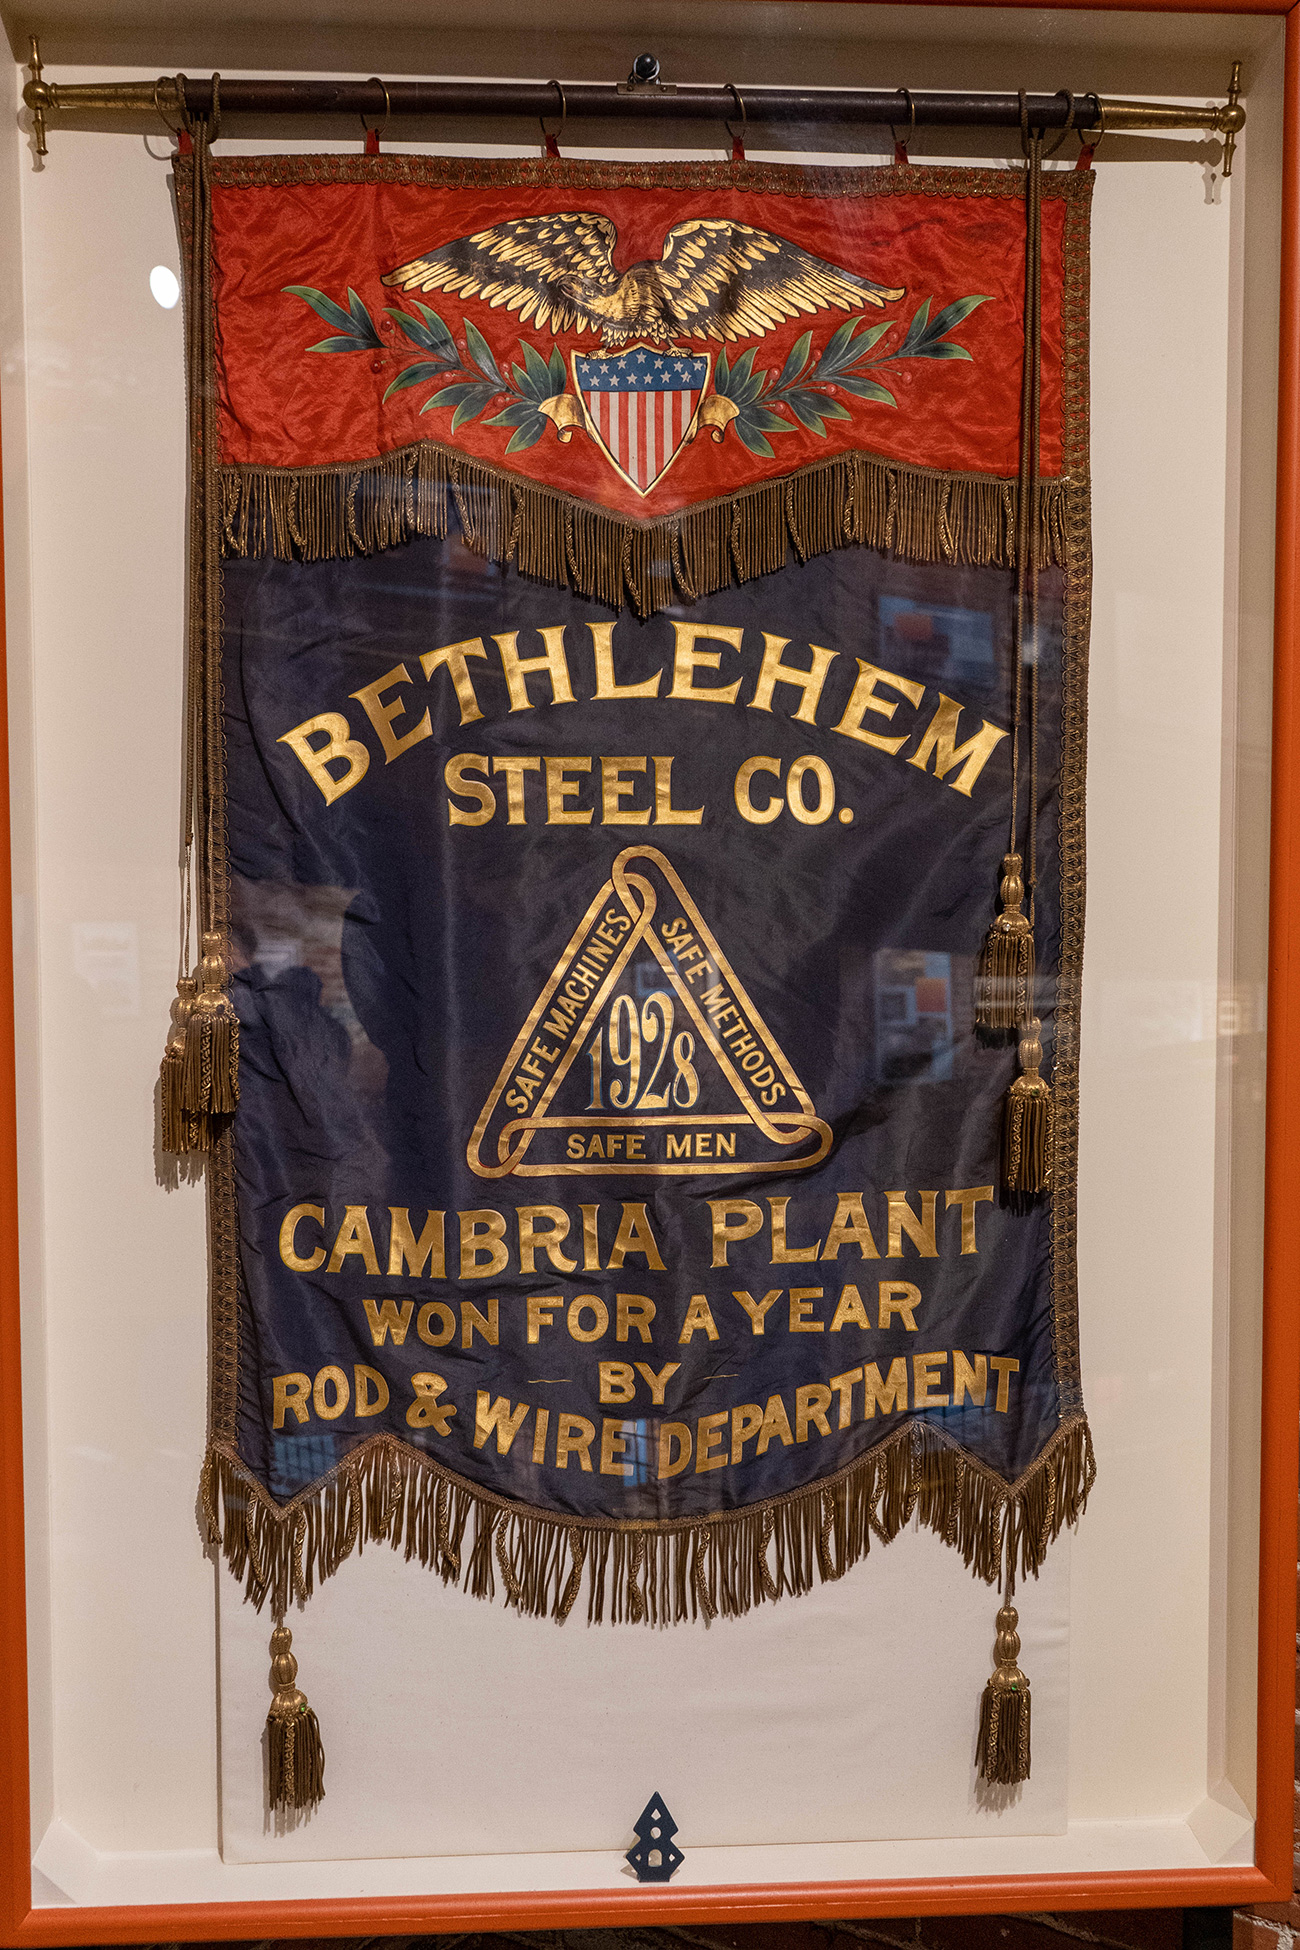 BETHLEHEM
STEEL CO.
SAFE MACHINES
SAFE METHODS
1928
SAFE MEN
CAMBRIA PLANT
WON FOR A YEAR
BY
ROD & WIRE DEPARTMENT